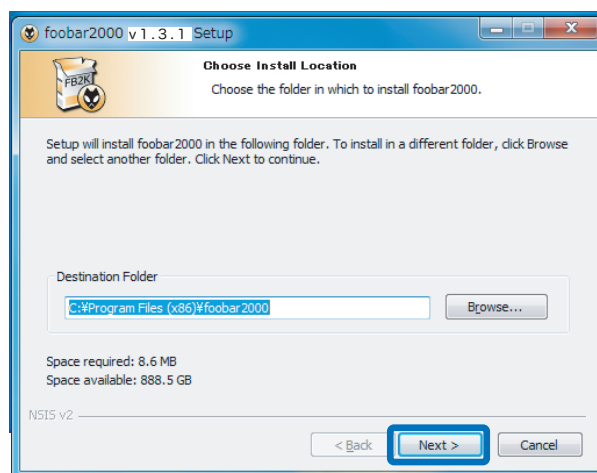 foobar2000 v1.3.1 Setup
FB2K
Choose Install Location
Choose the folder in which to install foobar2000.
Setup will install foobar2000 in the following folder. To install in a different folder, click Browse
and select another folder. Click Next to continue.
Destination Folder
C:¥Program Files (x86)¥foobar2000
Browse...
Space required: 8.6 MB
Space available: 888.5 GB
NSIS v2
< Back
Next >
Cancel